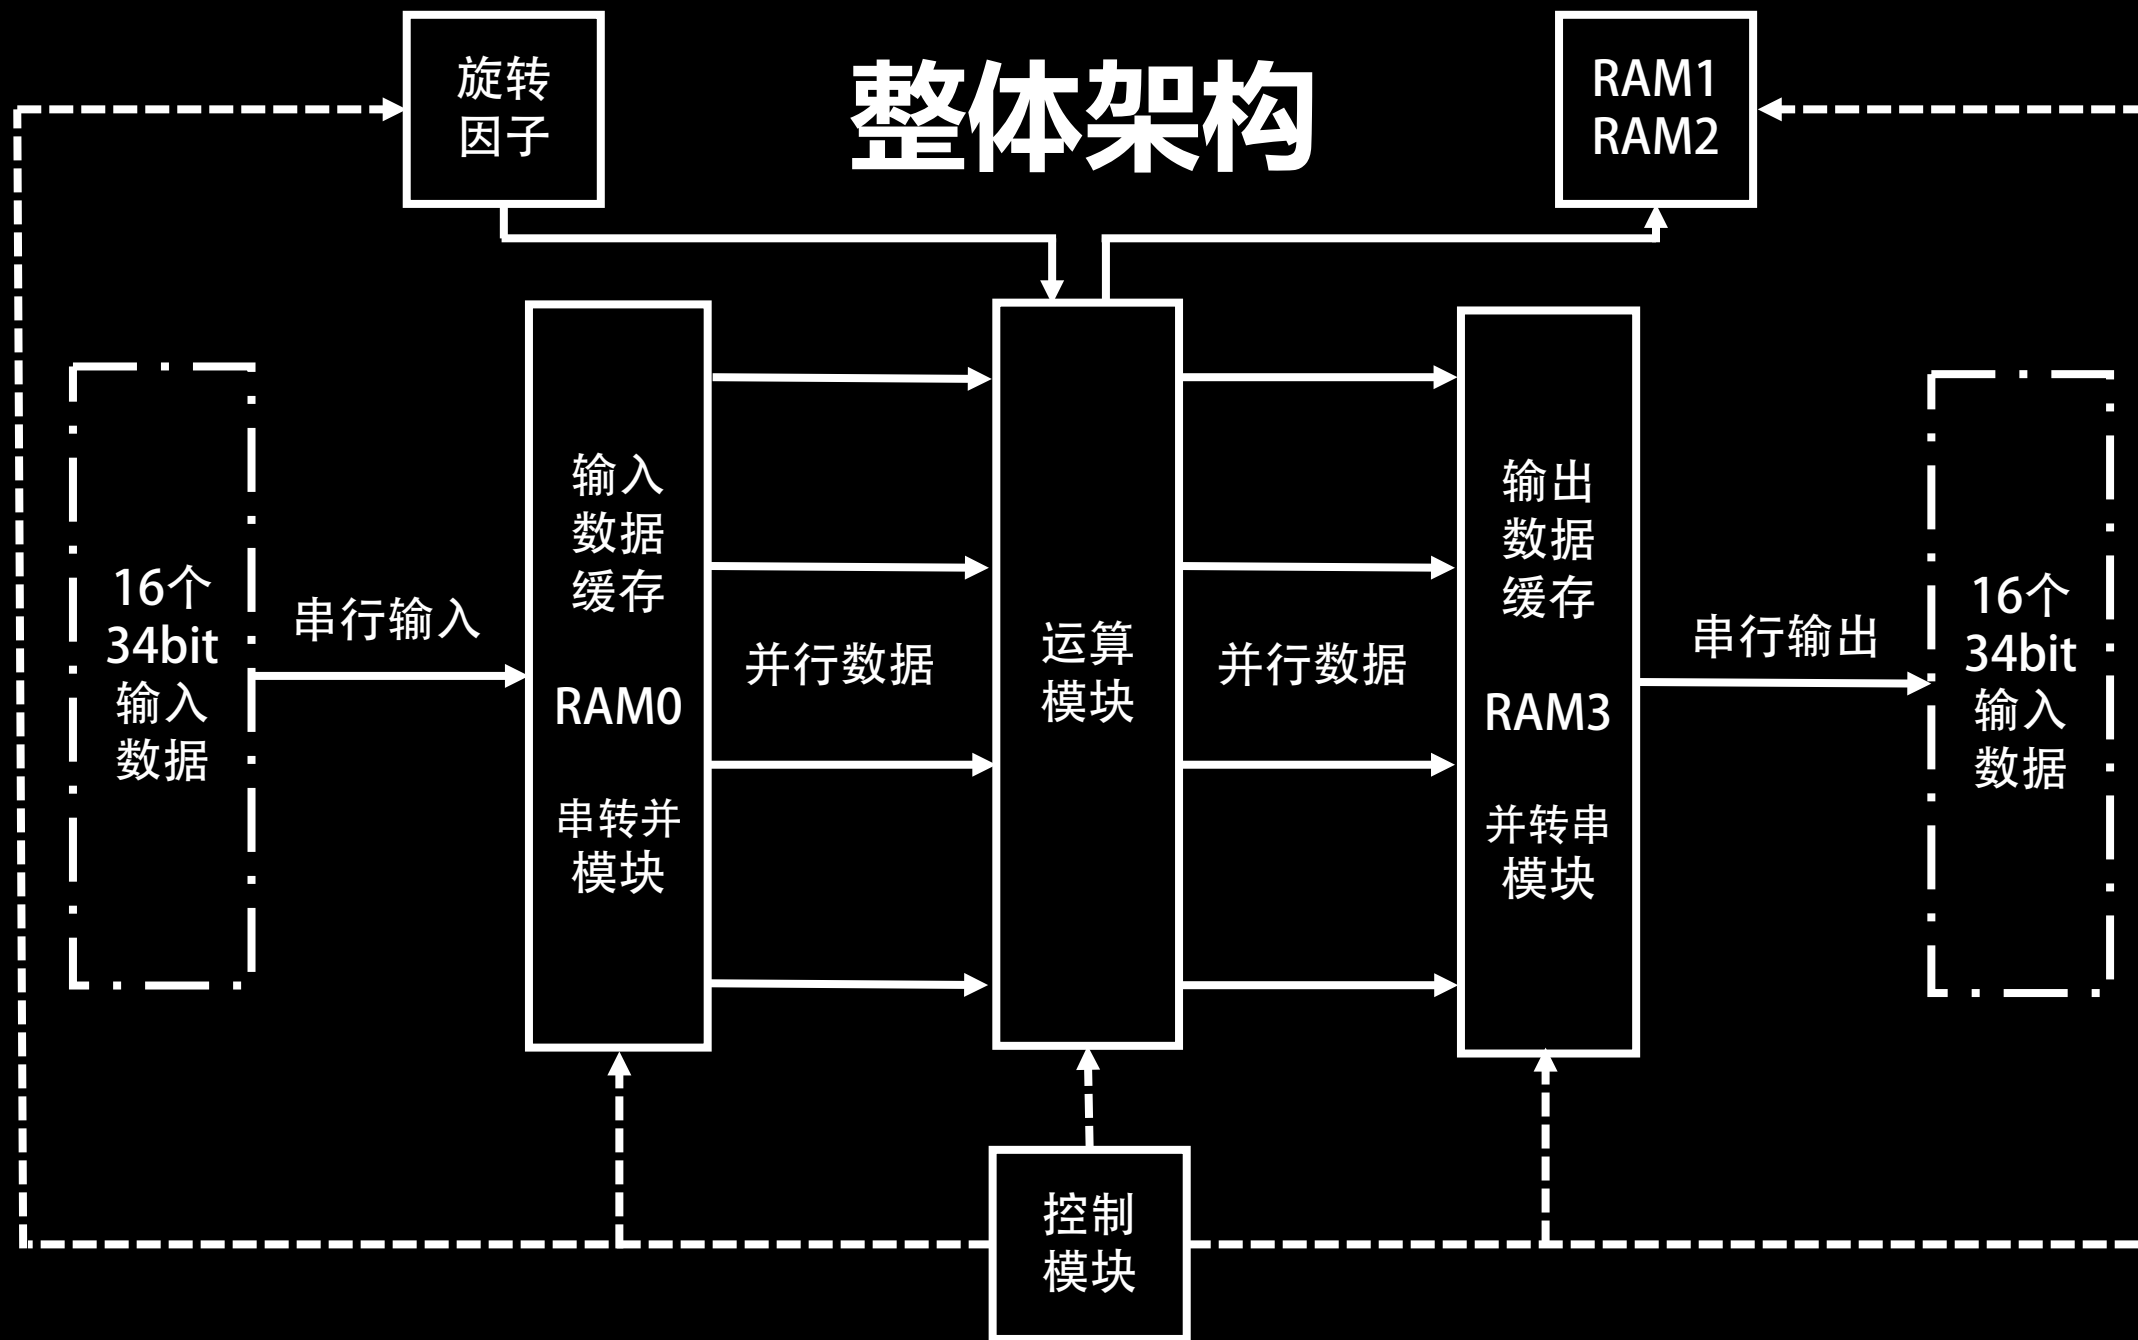 整体架构
旋转
因子
RAM1
RAM2
16个
34bit
输入
数据
串行输入
输入
数据
缓存
RAM0
串转并
模块
并行数据
运算
模块
并行数据
输出
数据
缓存
RAM3
并转串
模块
串行输出
16个
34bit
输入
数据
控制
模块